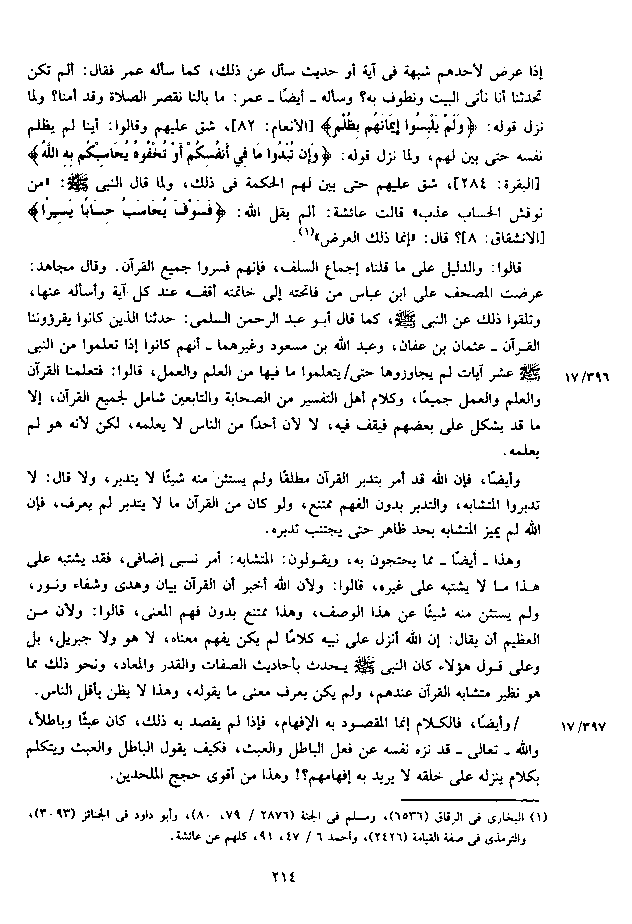 إذا عرض لأحدهم شبهة فى آية أو حديث سأل عن ذلك، كما سأله عمر فقال: ألم تكن
تحدثنا أنا نأتى البيت ونطوف به؟ وسأله ـ أيضًا ـ عمر: ما بالنا نقصر الصلاة وقد أمنا؟ ولما
نزل قوله: ﴿وَلَمْ يَلْبِسُوا إِيمَانَهُم بِظُلْمٍ﴾ [الأنعام: ٨٢]، شق عليهم وقالوا: أينا لم يظلم
نفسه حتى بين لهم، ولما نزل قوله: ﴿وَإِن تُبْدُوا مَا فِي أَنفُسِكُمْ أَوْ تُخْفُوهُ يُحَاسِبْكُم بِهِ اللَّهُ﴾
[البقرة: ٢٨٤]، شق عليهم حتى بين لهم الحكمة فى ذلك، ولما قال النبى ﷺ: «من
نوقش الحساب عذب» قالت عائشة: ألم يقل الله: ﴿فَسَوْفَ يُحَاسَبُ حِسَابًا يَسِيرًا﴾
[الانشقاق: ٨]؟ قال: «إنما ذلك العرض»(١).
قالوا: والدليل على ما قلناه إجماع السلف، فإنهم فسروا جميع القرآن. وقال مجاهد:
عرضت المصحف على ابن عباس من فاتحته إلى خاتمته أقفه عند كل آية وأسأله عنها،
وتلقوا ذلك عن النبى ﷺ، كما قال أبو عبد الرحمن السلمى: حدثنا الذين كانوا يقرؤوننا
القرآن ـ عثمان بن عفان، وعبد الله بن مسعود وغيرهما ـ أنهم كانوا إذا تعلموا من النبى
١٧/٣٩٦ ﷺ عشر آيات لم يجاوزوها حتى/ يتعلموا ما فيها من العلم والعمل، قالوا: فتعلمنا القرآن
والعلم والعمل جميعًا، وكلام أهل التفسير من الصحابة والتابعين شامل لجميع القرآن، إلا
ما قد يشكل على بعضهم فيقف فيه، لا لأن أحدًا من الناس لا يعلمه، لكن لأنه هو لم
يعلمه.
وأيضًا، فإن الله قد أمر بتدبر القرآن مطلقًا ولم يستثن منه شيئًا لا يتدبر، ولا قال: لا
تدبروا المتشابه، والتدبر بدون الفهم ممتنع، ولو كان من القرآن ما لا يتدبر لم يعرف، فإن
الله لم يميز المتشابه بحد ظاهر حتى يجتنب تدبره.
وهذا ـ أيضًا ـ مما يحتجون به، ويقولون: المتشابه: أمر نسبى إضافى، فقد يشتبه على
هذا ما لا يشتبه على غيره، قالوا: ولأن الله أخبر أن القرآن بيان وهدى وشفاء ونور،
ولم يستثن منه شيئًا عن هذا الوصف، وهذا ممتنع بدون فهم المعنى، قالوا: ولأن من
العظيم أن يقال: إن الله أنزل على نبيه كلامًا لم يكن يفهم معناه، لا هو ولا جبريل، بل
وعلى قول هؤلاء كان النبى ﷺ يحدث بأحاديث الصفات والقدر والمعاد، ونحو ذلك مما
هو نظير متشابه القرآن عندهم، ولم يكن يعرف معنى ما يقوله، وهذا لا يظن بأقل الناس.
١٧/٣٩٧ /وأيضًا، فالكلام إنما المقصود به الإفهام، فإذا لم يقصد به ذلك، كان عبثًا وباطلاً،
والله ـ تعالى ـ قد نزه نفسه عن فعل الباطل والعبث، فكيف يقول الباطل والعبث ويتكلم
بكلام ينزله على خلقه لا يريد به إفهامهم؟! وهذا من أقوى حجج الملحدين.
(١) البخارى فى الرقاق (٦٥٣٦)، ومسلم فى الجنة (٢٨٧٦ / ٧٩، ٨٠)، وأبو داود فى الجنائز (٣٠٩٣)،
والترمذى فى صفة القيامة (٢٤٢٦)، وأحمد ٦ / ٤٧، ٩١، كلهم عن عائشة.
٢١٤